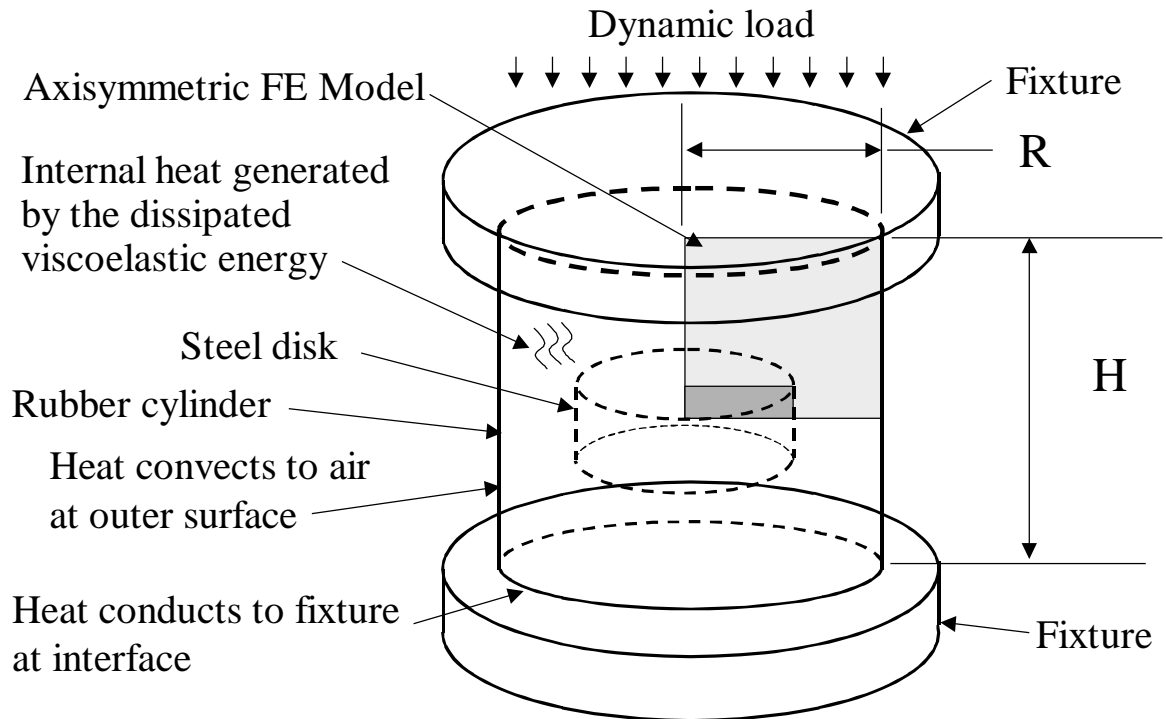 Dynamic load
Axisymmetric FE Model
Fixture
R
Internal heat generated
by the dissipated
viscoelastic energy
Steel disk
H
Rubber cylinder
Heat convects to air
at outer surface
Heat conducts to fixture
at interface
Fixture